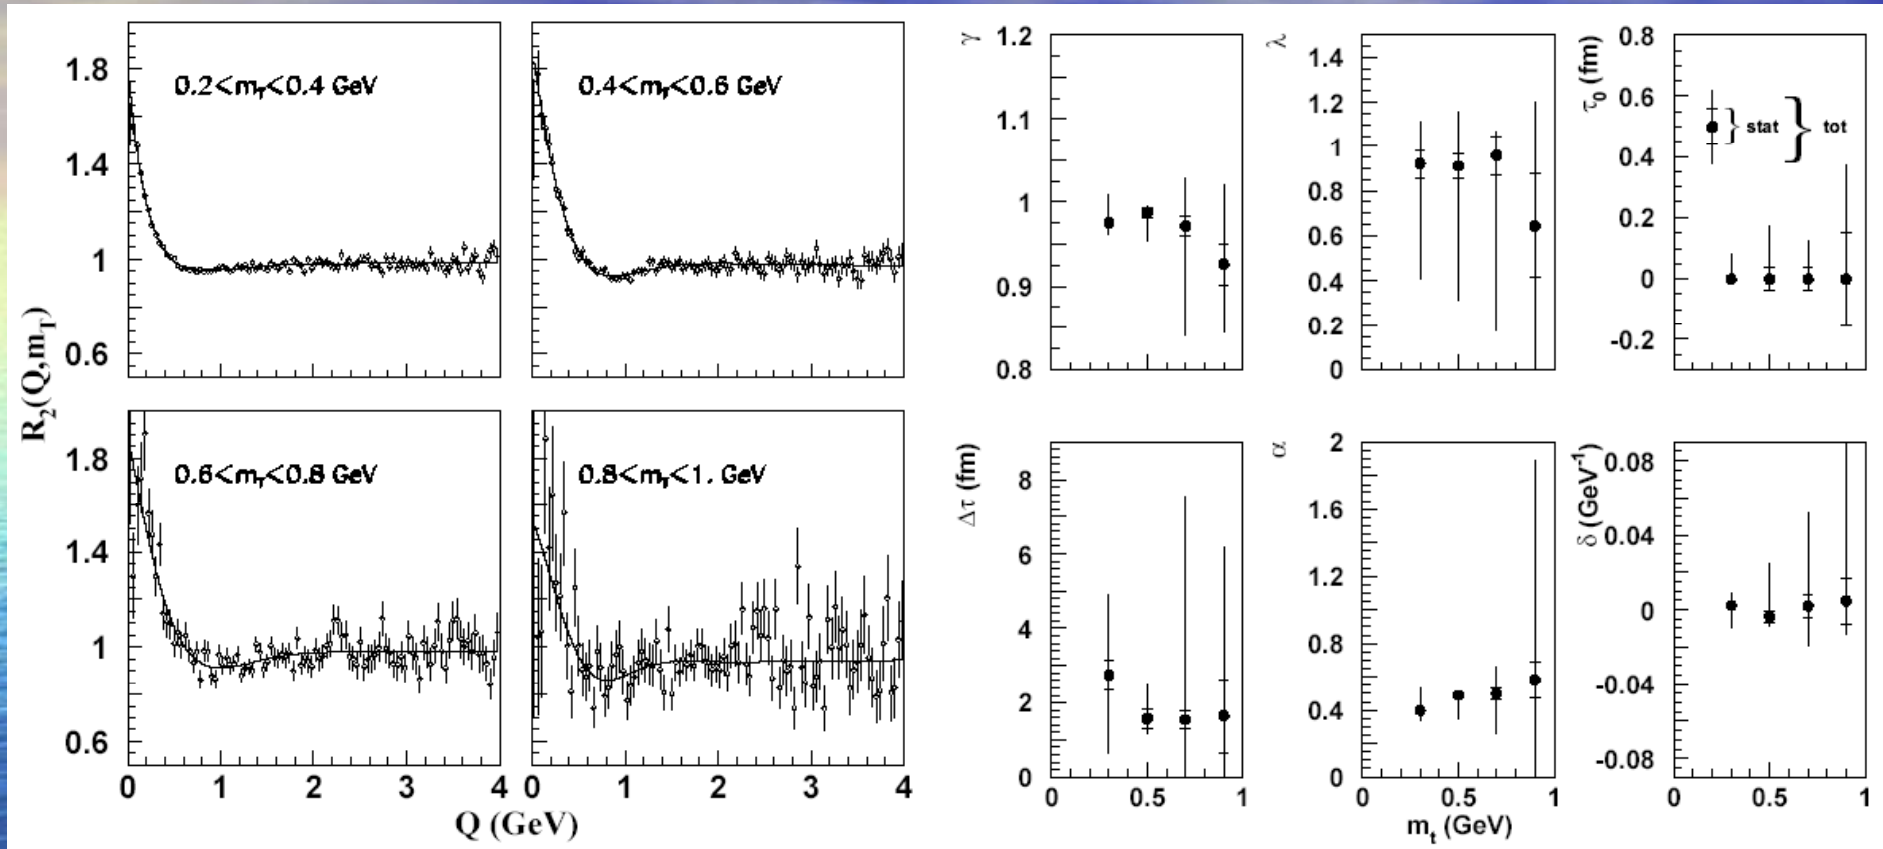 0.2<m_T<0.4 GeV
0.4<m_T<0.6 GeV
1.8
1.4
1
0.6
0.6<m_T<0.8 GeV
0.8<m_T<1. GeV
1.8
1.4
1
0.6
0 1 2 3 4
0 1 2 3 4
R₂(Q,m_T)
Q (GeV)
γ
1.2
1.1
1
0.9
0.8
λ
1.4
1.2
1
0.8
0.6
0.4
0.2
0
τ₀ (fm)
0.8
0.6
0.4
0.2
0
-0.2
} stat } tot
Δτ (fm)
8
6
4
2
0
0 0.5 1
α
2
1.6
1.2
0.8
0.4
0
0 0.5 1
δ (GeV⁻¹)
0.08
0.04
0
-0.04
-0.08
0 0.5 1
m_t (GeV)